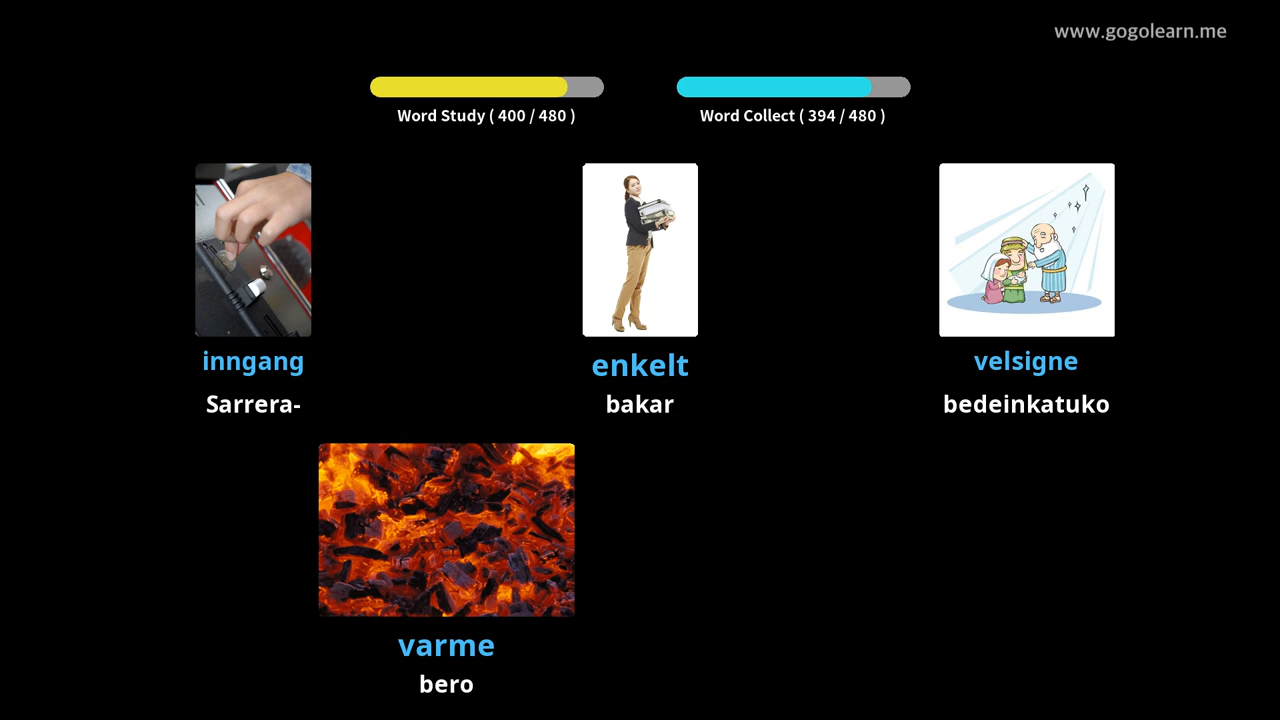 www.gogolearn.me
Word Study ( 400 / 480 )
Word Collect ( 394 / 480 )
inngang
Sarrera-
enkelt
bakar
velsigne
bedeinkatuko
varme
bero